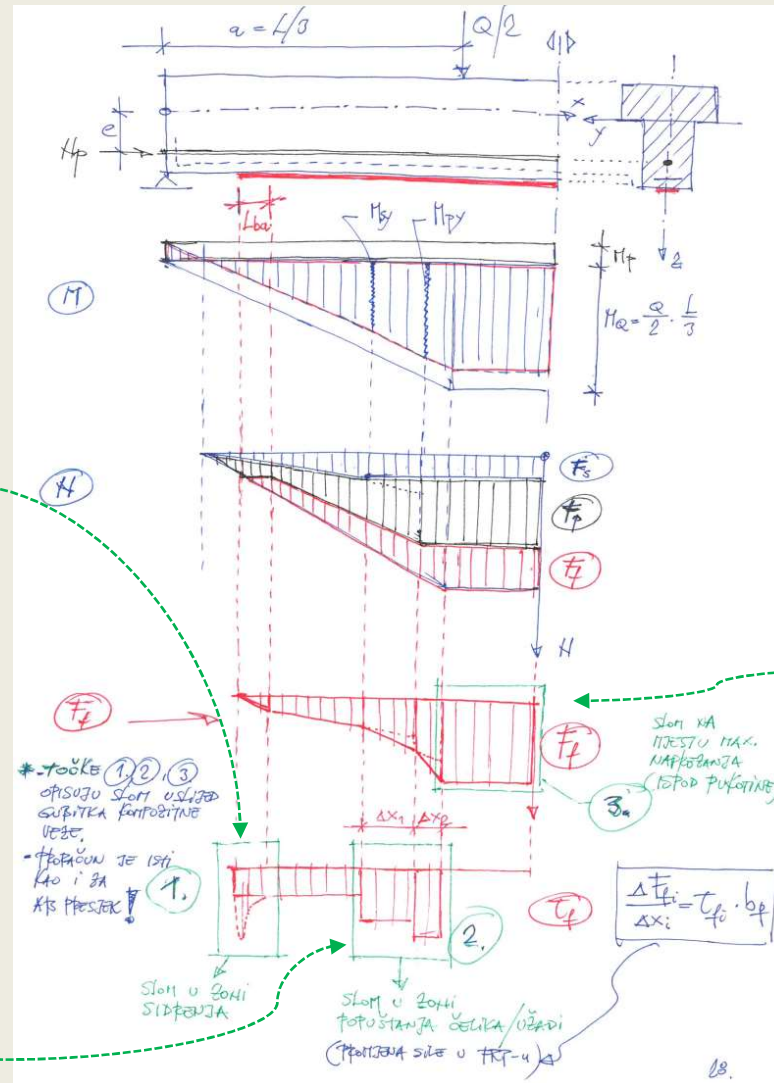 a = L/3
Q/2
x
y
e
Hp
z
Lba
Msy
Mpy
Mp
M
MQ = Q/2 · L/3
H
Fs
Fp
Ff
H
Ff
Ff
SLOM NA
MJESTU MAX.
NAPREZANJA
(ISPOD PUKOTINE)
3.
* - TOČKE 1, 2, 3
OPISUJU SLOM USLIJED
GUBITKA KOMPOZITNE
VEZE.
- PRORAČUN JE ISTI
KAO I ZA
PRESJEK!
Δx1
Δx2
1.
2.
τf
ΔFfi/Δxi = τfi · bf
SLOM U ZONI
SIDRENJA
SLOM U ZONI
POPUŠTANJA ČELIKA/UŽADI
(PROMJENA SILE U FRP-u)
28.